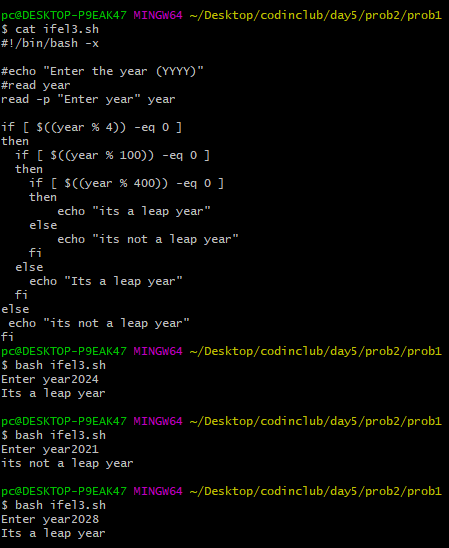 pc@DESKTOP-P9EAK47 MINGW64 ~/Desktop/codinclub/day5/prob2/prob1
$ cat ifel3.sh
#!/bin/bash -x

#echo "Enter the year (YYYY)"
#read year
read -p "Enter year" year

if [ $((year % 4)) -eq 0 ]
then
  if [ $((year % 100)) -eq 0 ]
  then
    if [ $((year % 400)) -eq 0 ]
    then
        echo "its a leap year"
    else
        echo "its not a leap year"
    fi
  else
    echo "Its a leap year"
  fi
else
 echo "its not a leap year"
fi
pc@DESKTOP-P9EAK47 MINGW64 ~/Desktop/codinclub/day5/prob2/prob1
$ bash ifel3.sh
Enter year2024
Its a leap year

pc@DESKTOP-P9EAK47 MINGW64 ~/Desktop/codinclub/day5/prob2/prob1
$ bash ifel3.sh
Enter year2021
its not a leap year

pc@DESKTOP-P9EAK47 MINGW64 ~/Desktop/codinclub/day5/prob2/prob1
$ bash ifel3.sh
Enter year2028
Its a leap year